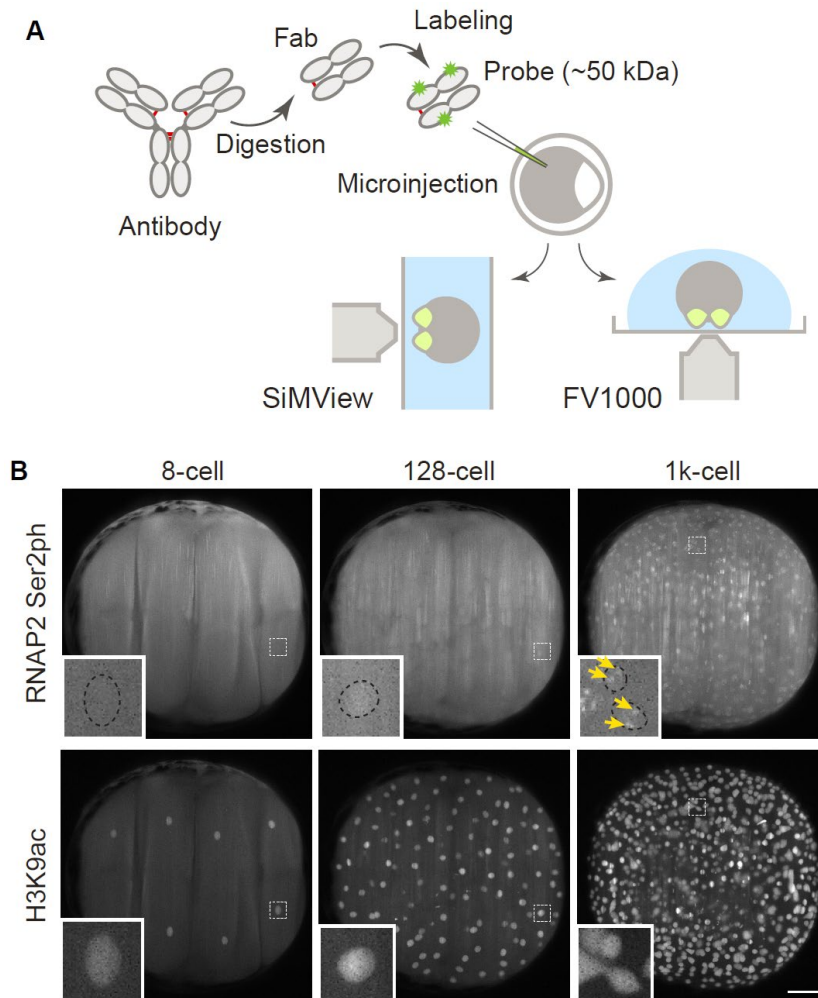 A
Labeling
Fab
Probe (~50 kDa)
Digestion
Microinjection
Antibody
SiMView
FV1000
B
8-cell
128-cell
1k-cell
RNAP2 Ser2ph
H3K9ac